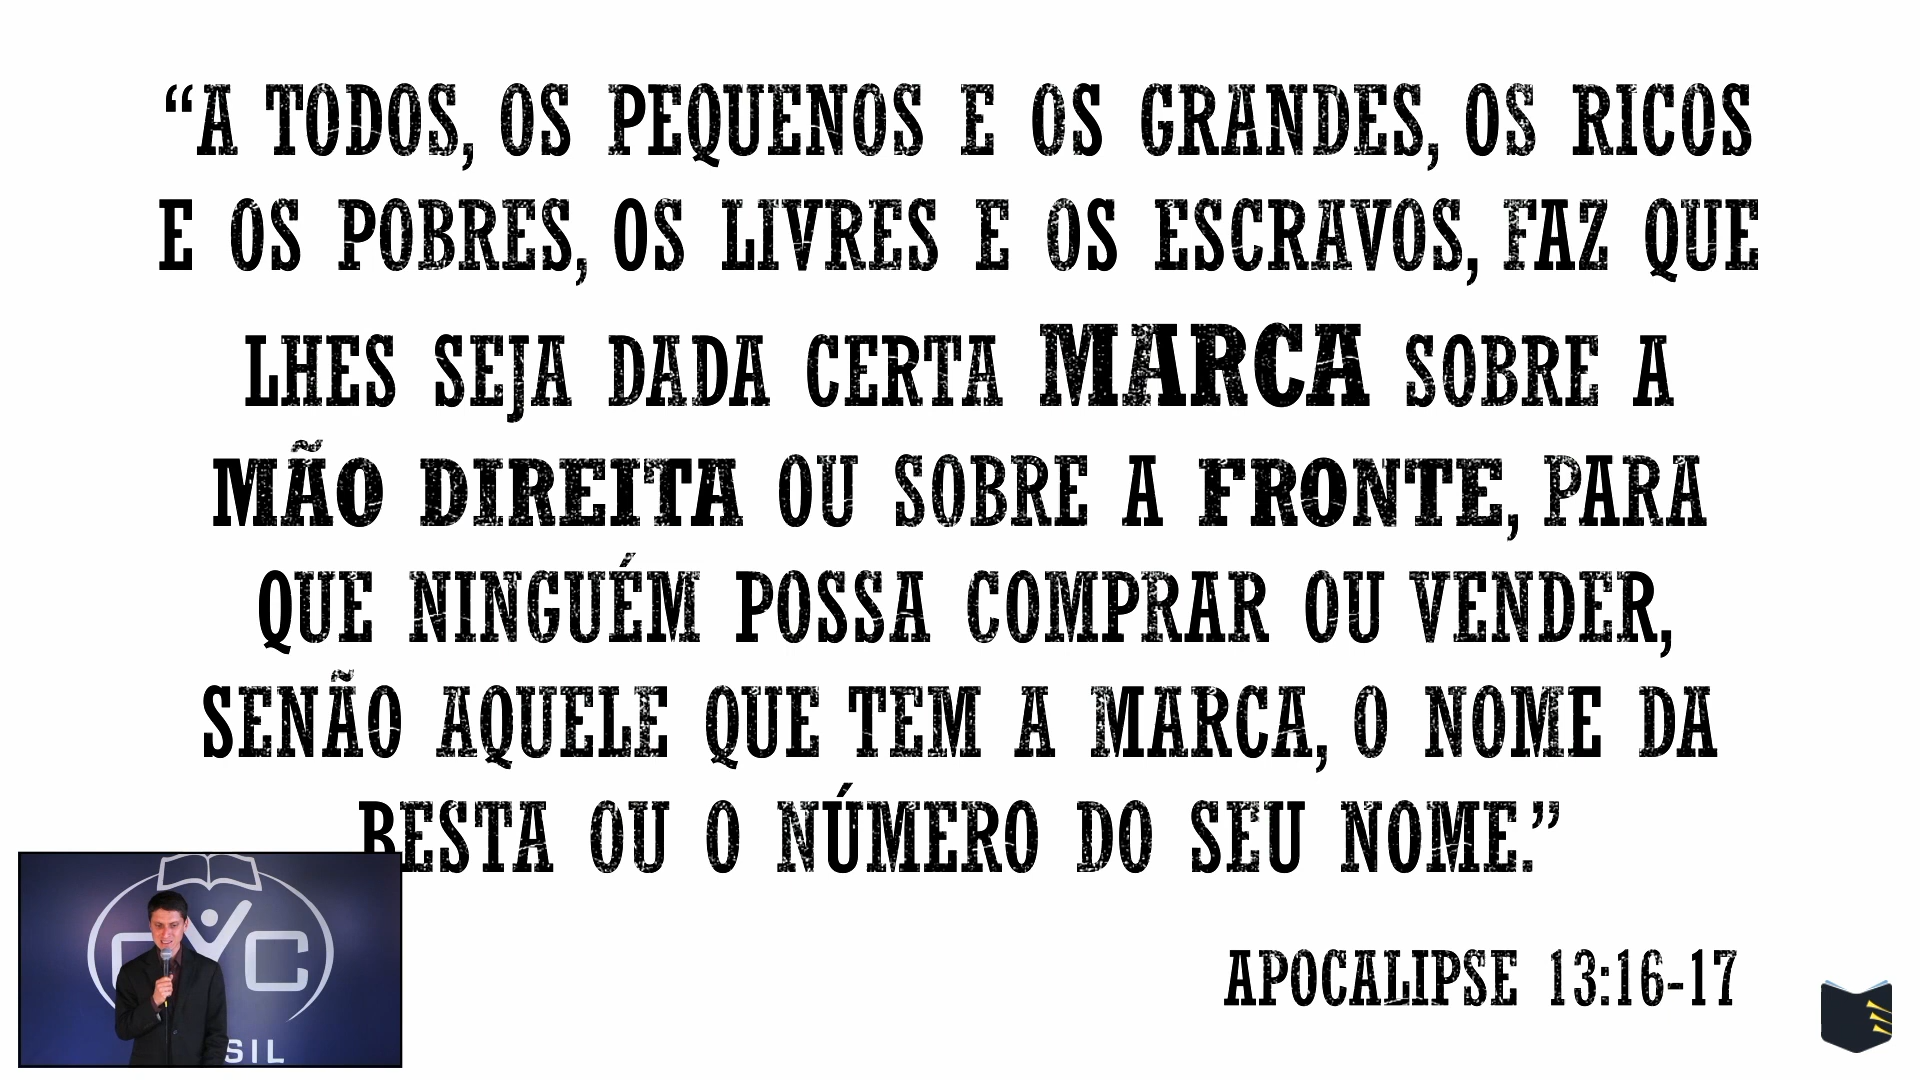 “A TODOS, OS PEQUENOS E OS GRANDES, OS RICOS
E OS POBRES, OS LIVRES E OS ESCRAVOS, FAZ QUE
LHES SEJA DADA CERTA MARCA SOBRE A
MÃO DIREITA OU SOBRE A FRONTE, PARA
QUE NINGUÉM POSSA COMPRAR OU VENDER,
SENÃO AQUELE QUE TEM A MARCA, O NOME DA
BESTA OU O NÚMERO DO SEU NOME.”
APOCALIPSE 13:16-17